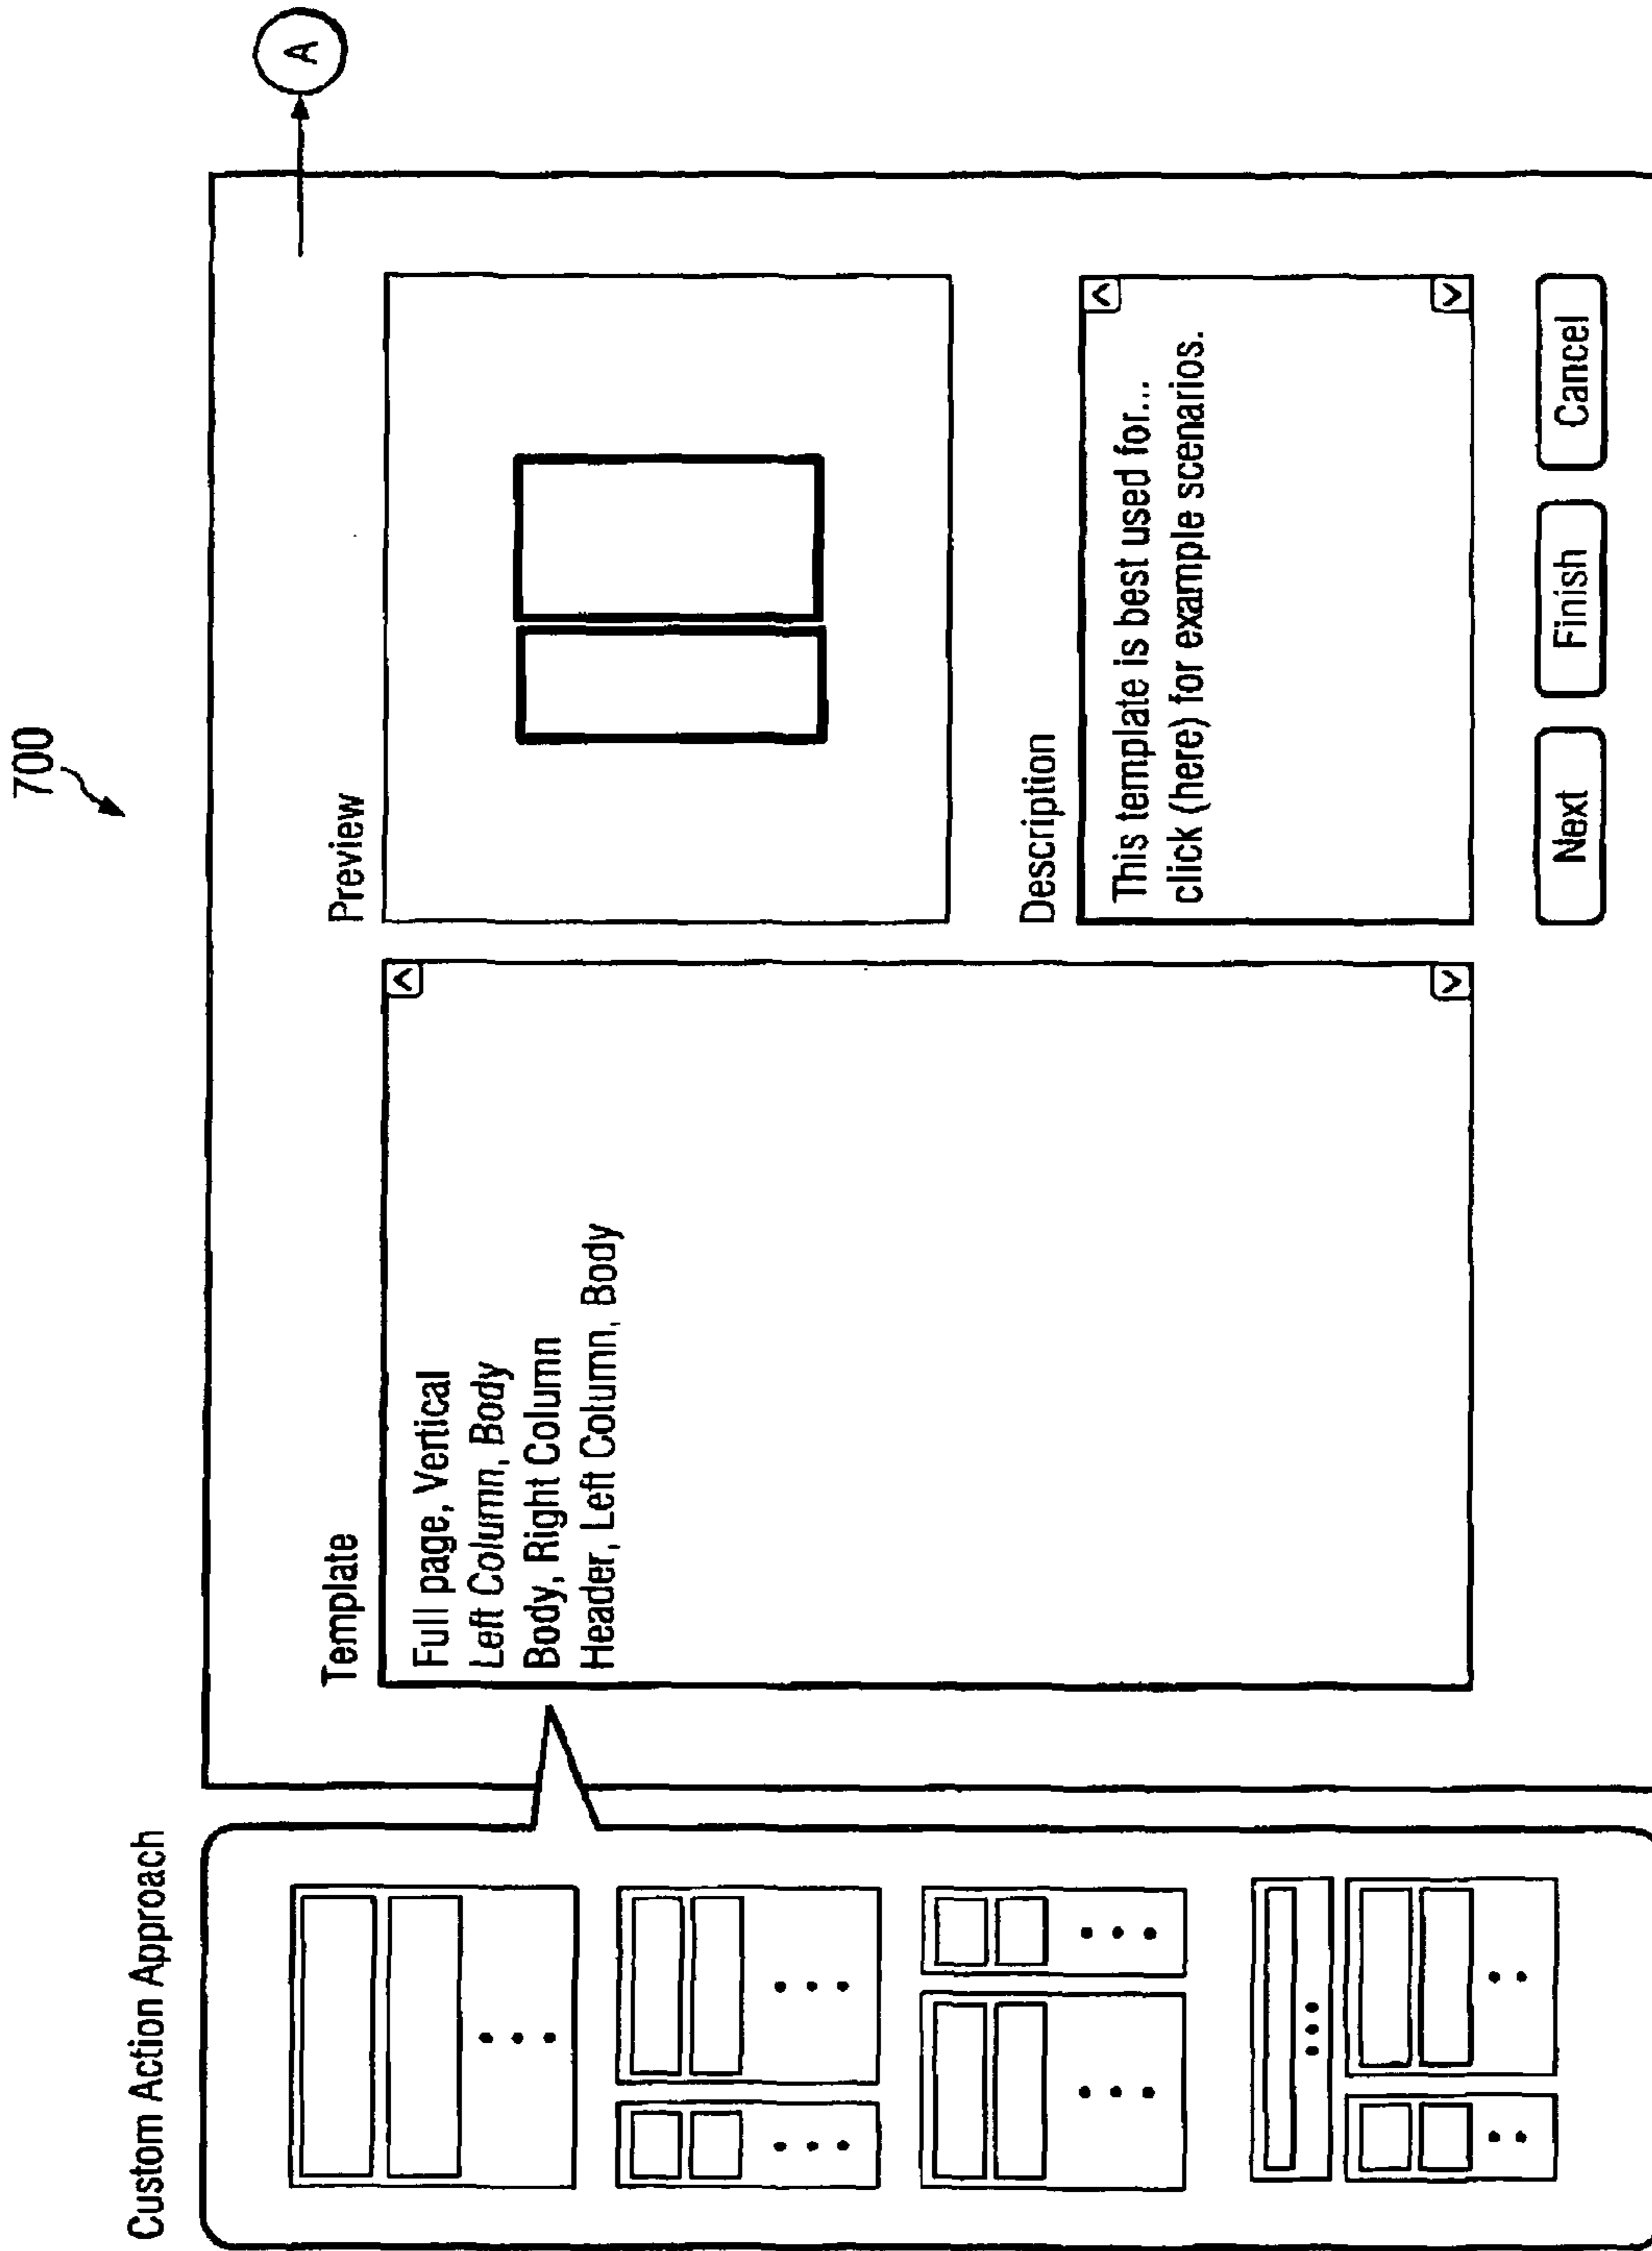 700
Custom Action Approach
A
Template
Full page, Vertical
Left Column, Body
Body, Right Column
Header, Left Column, Body
Preview
Description
This template is best used for...
click (here) for example scenarios.
Next
Finish
Cancel